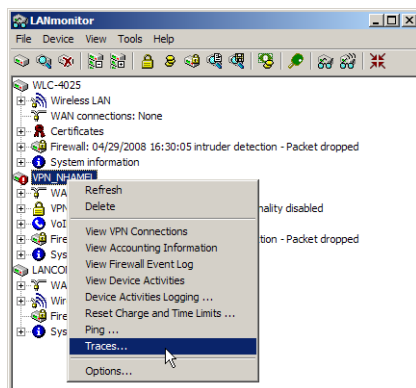 LANmonitor
File Device View Tools Help
WLC-4025
Wireless LAN
WAN connections: None
Certificates
Firewall: 04/29/2008 16:30:05 intruder detection - Packet dropped
System information
VPN_NHAMEL
WA
VPN nality disabled
VoI
Fire tion - Packet dropped
Sys
LANCO
WA
Wir
Fire
Sys
Refresh
Delete
View VPN Connections
View Accounting Information
View Firewall Event Log
View Device Activities
Device Activities Logging ...
Reset Charge and Time Limits ...
Ping ...
Traces...
Options...